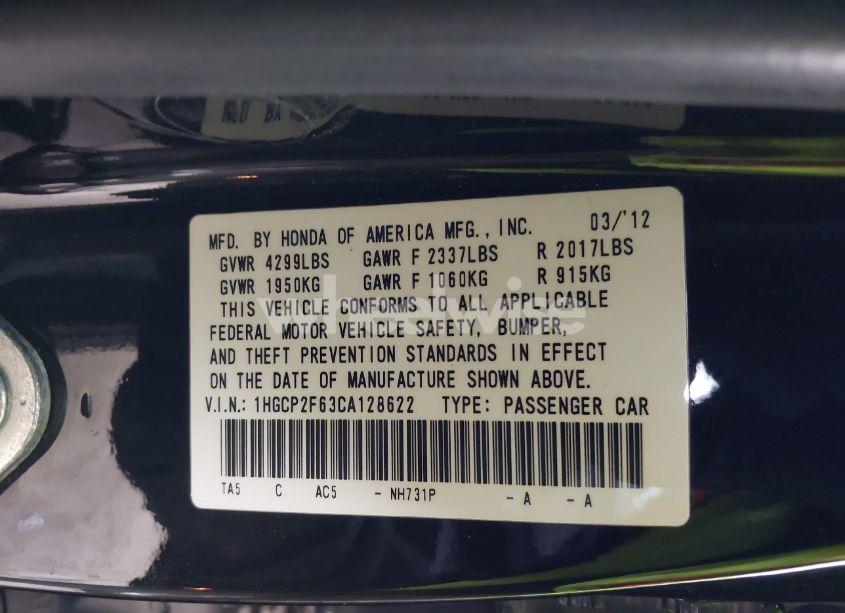 MFD. BY HONDA OF AMERICA MFG., INC. 03/'12
GVWR 4299LBS GAWR F 2337LBS R 2017LBS
GVWR 1950KG GAWR F 1060KG R 915KG
THIS VEHICLE CONFORMS TO ALL APPLICABLE
FEDERAL MOTOR VEHICLE SAFETY, BUMPER,
AND THEFT PREVENTION STANDARDS IN EFFECT
ON THE DATE OF MANUFACTURE SHOWN ABOVE.
V.I.N.: 1HGCP2F63CA128622 TYPE: PASSENGER CAR
TA5 C AC5 - NH731P - A - A
wheelwise